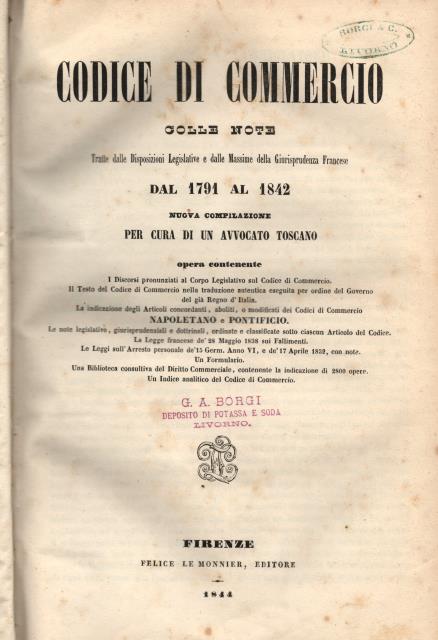 BORGI & C.
LIVORNO
CODICE DI COMMERCIO
COLLE NOTE
Tratte dalle Disposizioni Legislative e dalle Massime della Giurisprudenza Francese
DAL 1791 AL 1842
NUOVA COMPILAZIONE
PER CURA DI UN AVVOCATO TOSCANO
opera contenente
I Discorsi pronunziati al Corpo Legislativo sul Codice di Commercio.
Il Testo del Codice di Commercio nella traduzione autentica eseguita per ordine del Governo
del già Regno d'Italia.
La indicazione degli Articoli concordanti, aboliti, o modificati dei Codici di Commercio
NAPOLETANO e PONTIFICIO.
Le note legislative, giurisprudenziali e dottrinali, ordinate e classificate sotto ciascun Articolo del Codice.
La Legge francese de' 28 Maggio 1838 sui Fallimenti.
Le Leggi sull'Arresto personale de' 15 Germ. Anno VI, e de' 17 Aprile 1832, con note.
Un Formulario.
Una Biblioteca consultiva del Diritto Commerciale, contenente la indicazione di 2800 opere.
Un Indice analitico del Codice di Commercio.
G. A. BORGI
DEPOSITO DI POTASSA E SODA
LIVORNO.
FIRENZE
FELICE LE MONNIER, EDITORE
1844